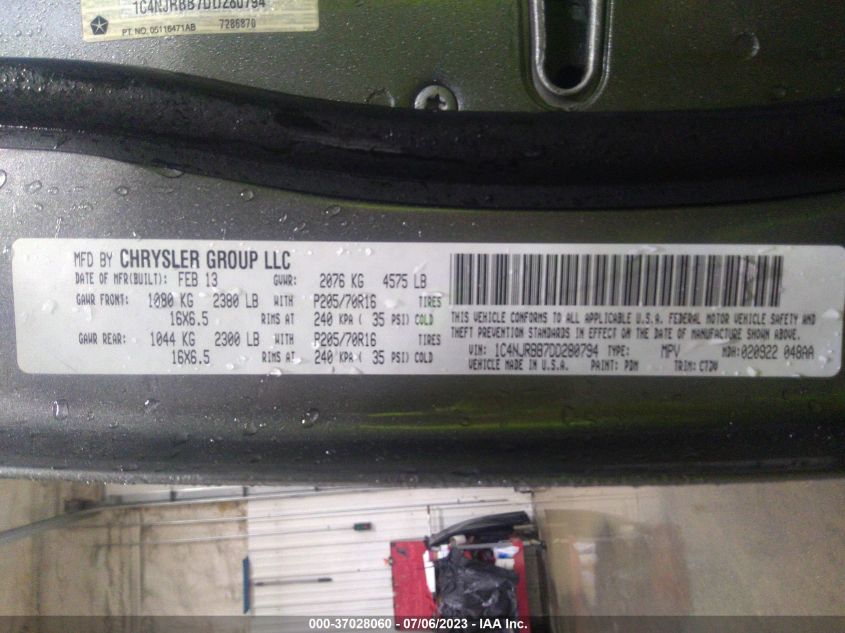 1C4NJRBB7DD280794
PT. NO. 05116471AB 7286870
MFD BY CHRYSLER GROUP LLC
DATE OF MFR(BUILT): FEB 13 GVWR: 2076 KG 4575 LB
GAWR FRONT: 1080 KG 2380 LB WITH P205/70R16 TIRES
16X6.5 RIMS AT 240 KPA ( 35 PSI) COLD
GAWR REAR: 1044 KG 2300 LB WITH P205/70R16 TIRES
16X6.5 RIMS AT 240 KPA ( 35 PSI) COLD
THIS VEHICLE CONFORMS TO ALL APPLICABLE U.S.A. FEDERAL MOTOR VEHICLE SAFETY AND
THEFT PREVENTION STANDARDS IN EFFECT ON THE DATE OF MANUFACTURE SHOWN ABOVE.
VIN: 1C4NJRBB7DD280794 TYPE: MPV MDH:020922 048AA
VEHICLE MADE IN U.S.A. PAINT: PDM TRIM: CTDV
000-37028060 - 07/06/2023 - IAA Inc.